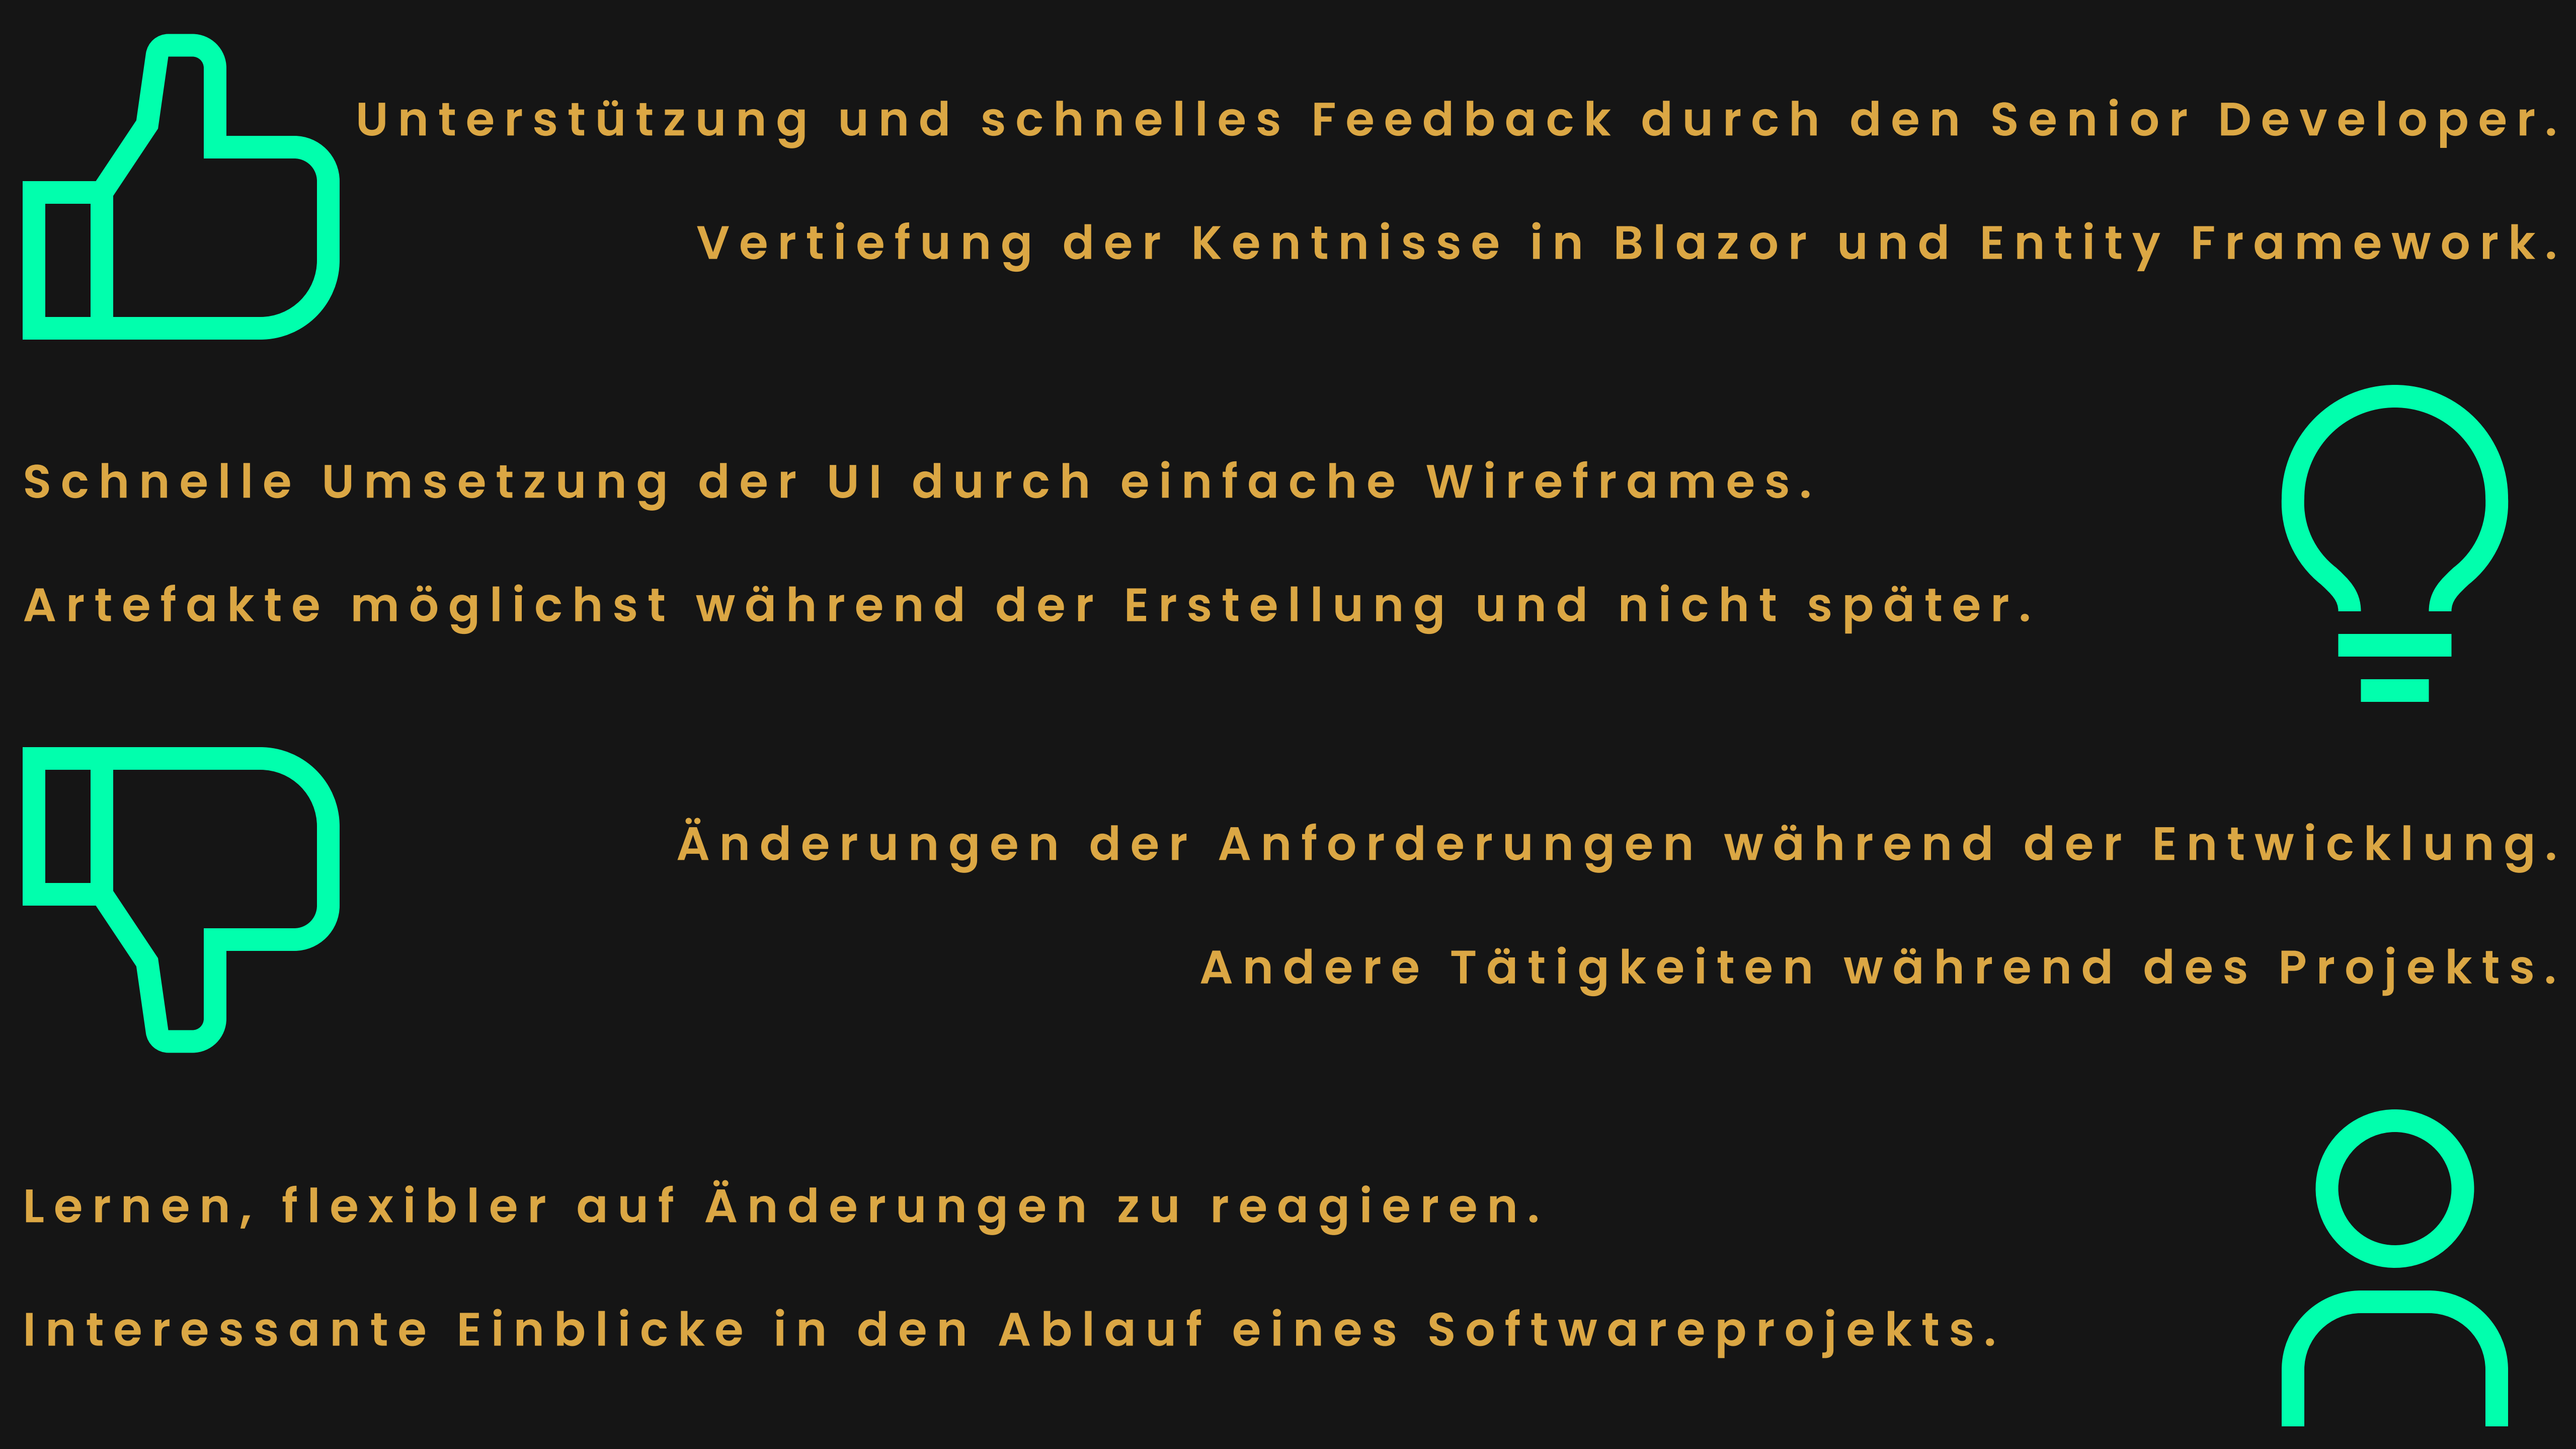 Unterstützung und schnelles Feedback durch den Senior Developer.
Vertiefung der Kentnisse in Blazor und Entity Framework.
Schnelle Umsetzung der UI durch einfache Wireframes.
Artefakte möglichst während der Erstellung und nicht später.
Änderungen der Anforderungen während der Entwicklung.
Andere Tätigkeiten während des Projekts.
Lernen, flexibler auf Änderungen zu reagieren.
Interessante Einblicke in den Ablauf eines Softwareprojekts.